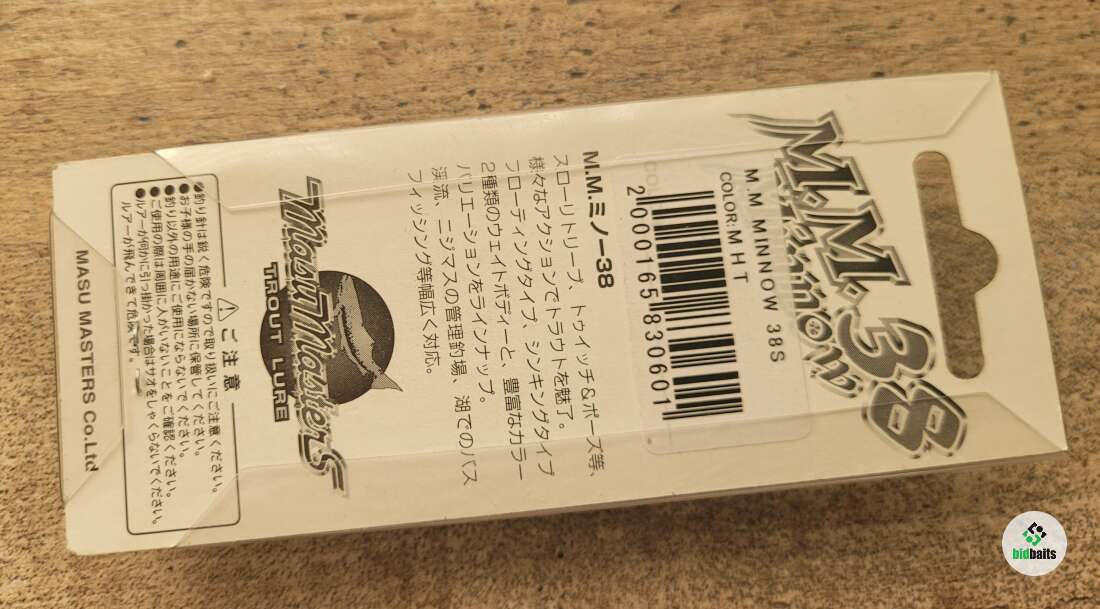 M.M.38
Minnow
M.M MINNOW 38S
COLOR:M HT
2000016583060 1
M.M.ミノー38
スローリトリーブ、トゥイッチ&ポーズ等、
様々なアクションでトラウトを魅了。
フローティングタイプ、シンキングタイプ
2種類のウェイトボディーと、豊富なカラー
バリエーションをラインナップ。
渓流、ニジマスの管理釣場、湖でのバス
フィッシング等幅広く対応。
Masu Masters
TROUT LURE
⚠ご注意
●釣り針は鋭く危険ですので取り扱いにご注意ください。
●お子様の手の届かない場所に保管してください。
●釣り以外の用途にご使用にならないでください。
●ご使用の際は周囲に人がいないことをご確認ください。
●ルアーが何かに引っ掛かった場合はサオをしゃくらないでください。
ルアーが飛んできて危険です。
MASU MASTERS Co.Ltd
bidbaits